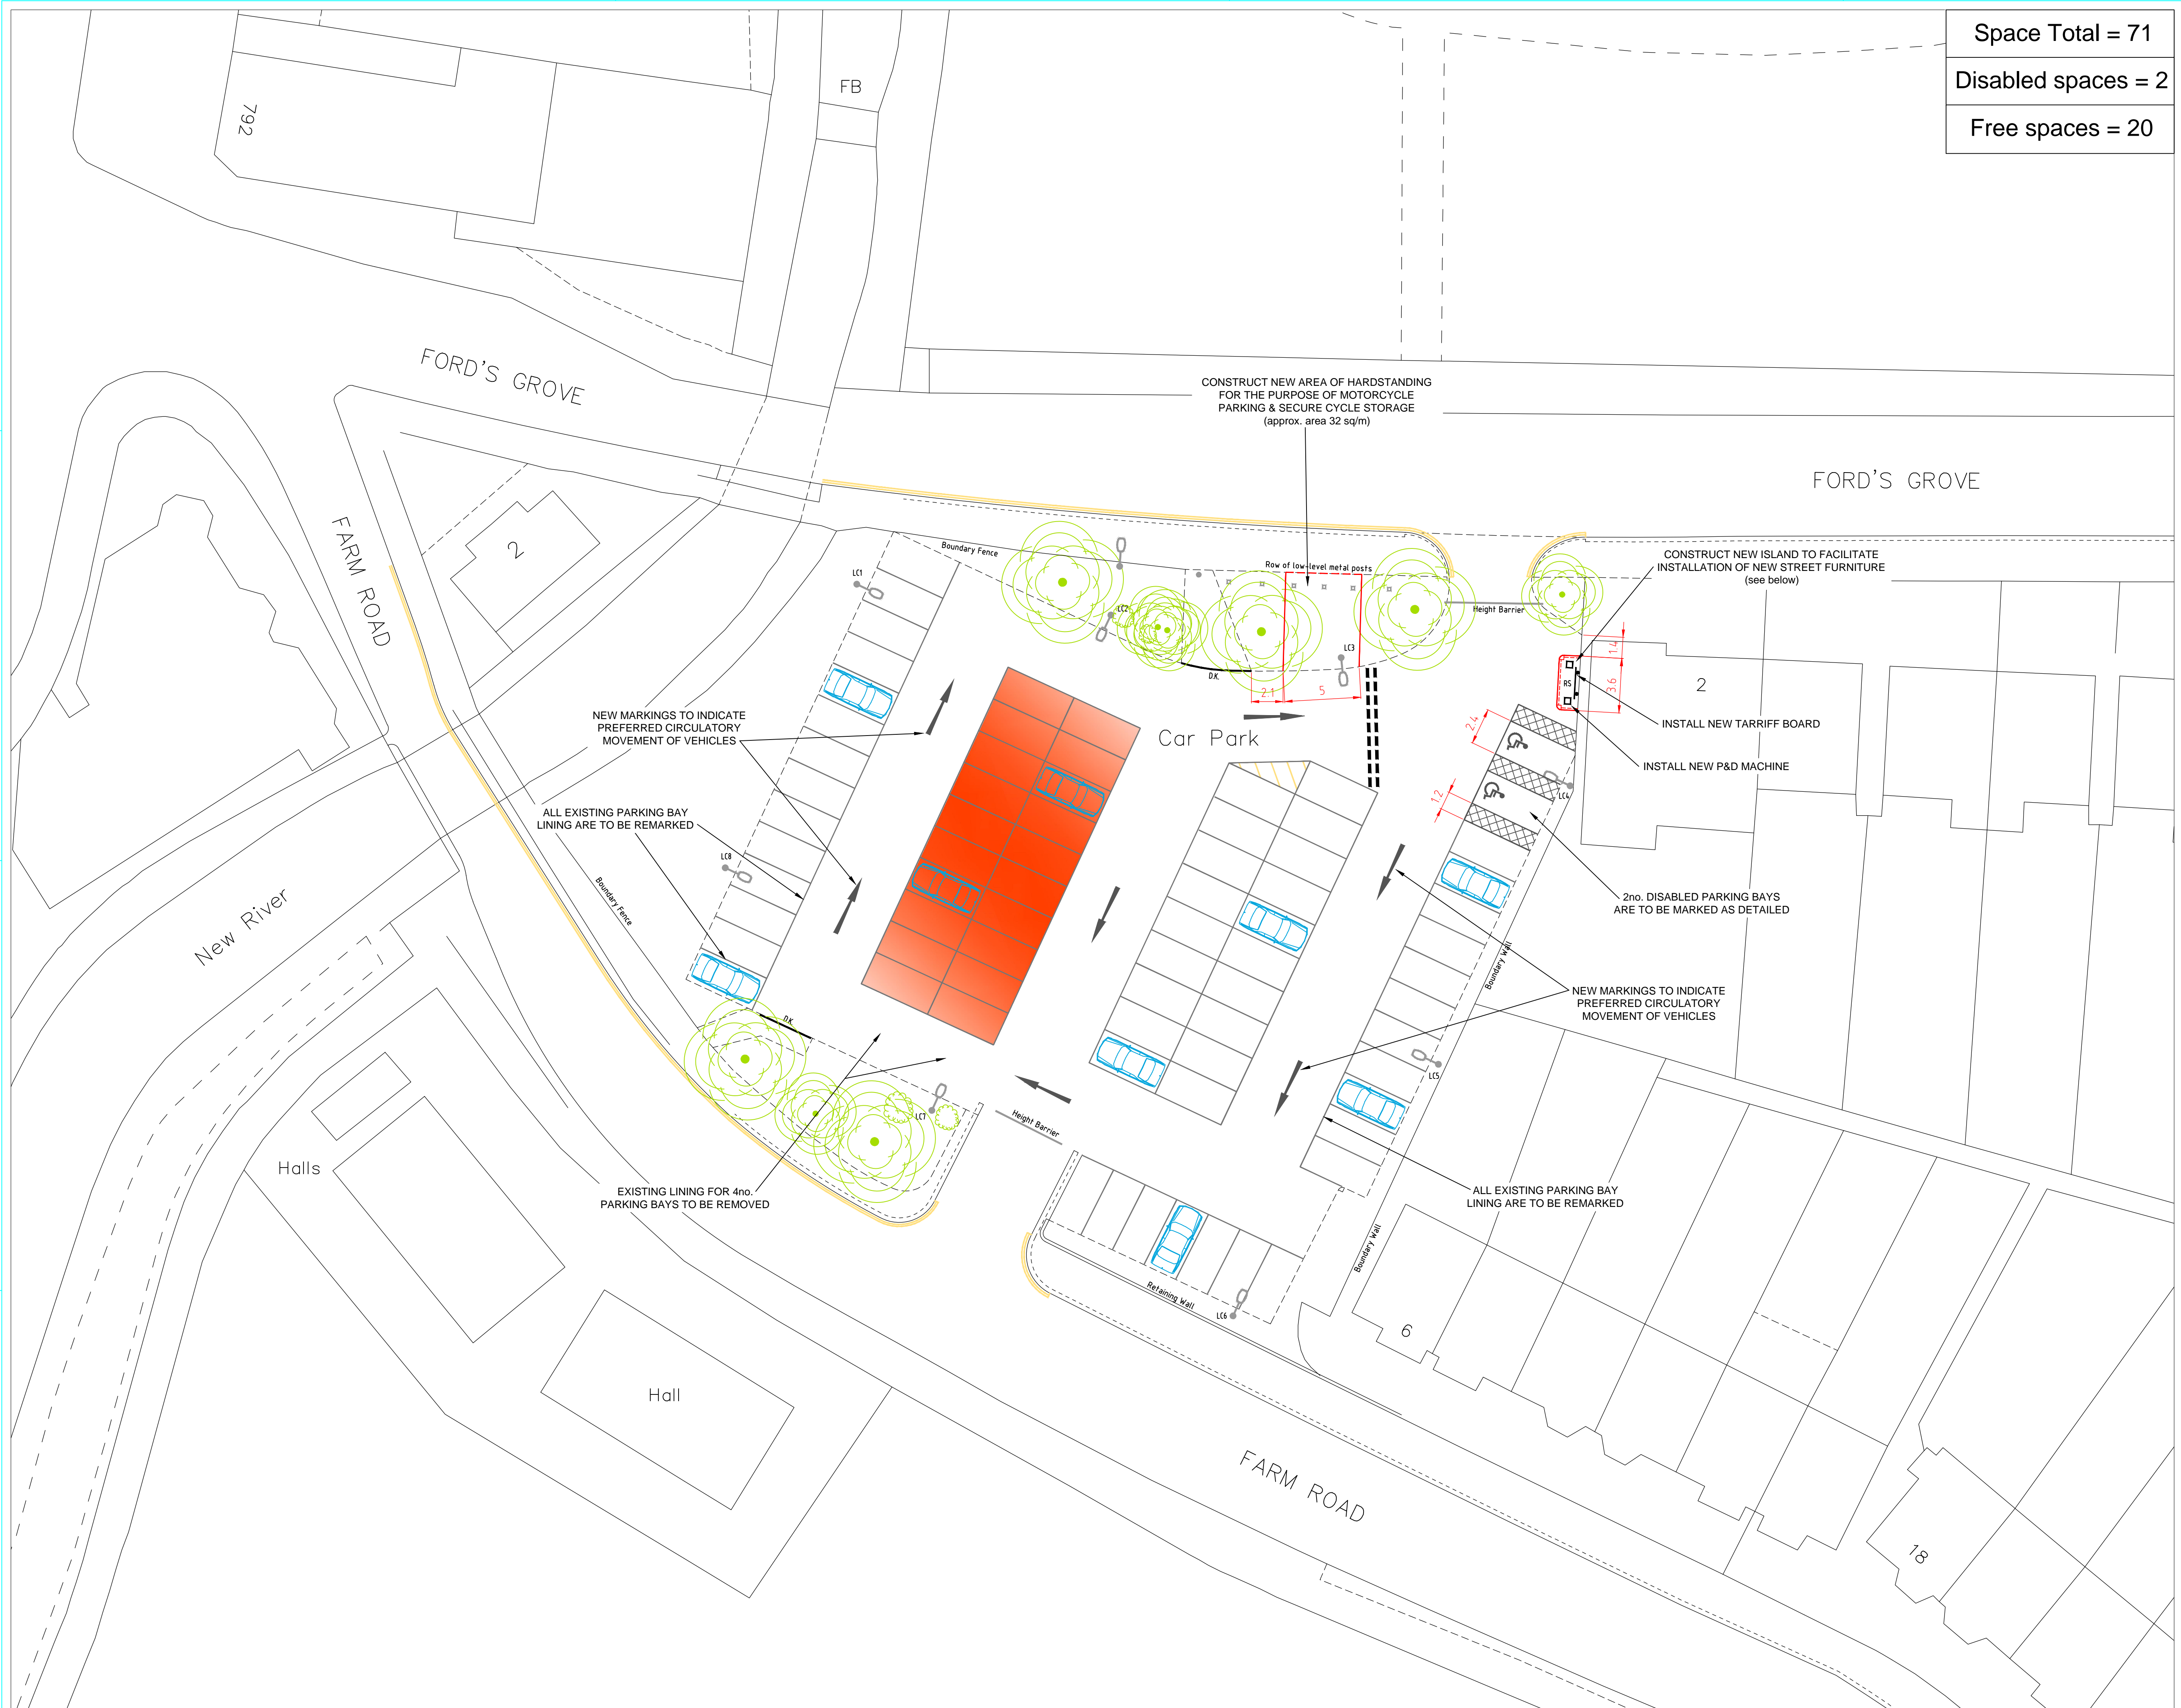 Space Total = 71
Disabled spaces = 2
Free spaces = 20
792
FB
FORD'S GROVE
CONSTRUCT NEW AREA OF HARDSTANDING
FOR THE PURPOSE OF MOTORCYCLE
PARKING & SECURE CYCLE STORAGE
(approx. area 32 sq/m)
FORD'S GROVE
FARM ROAD
2
Boundary Fence
Row of low-level metal posts
CONSTRUCT NEW ISLAND TO FACILITATE
INSTALLATION OF NEW STREET FURNITURE
(see below)
LC1
LC2
Height Barrier
LC3
1.4
D.K.
2.1
5
RS
3.6
2
NEW MARKINGS TO INDICATE
PREFERRED CIRCULATORY
MOVEMENT OF VEHICLES
Car Park
2.4
INSTALL NEW TARRIFF BOARD
INSTALL NEW P&D MACHINE
LC4
1.2
ALL EXISTING PARKING BAY
LINING ARE TO BE REMARKED
LC8
2no. DISABLED PARKING BAYS
ARE TO BE MARKED AS DETAILED
Boundary Fence
New River
Boundary Wall
NEW MARKINGS TO INDICATE
PREFERRED CIRCULATORY
MOVEMENT OF VEHICLES
D.K.
LC5
LC7
Height Barrier
Halls
EXISTING LINING FOR 4no.
PARKING BAYS TO BE REMOVED
ALL EXISTING PARKING BAY
LINING ARE TO BE REMARKED
Boundary Wall
Retaining Wall
LC6
6
Hall
FARM ROAD
18